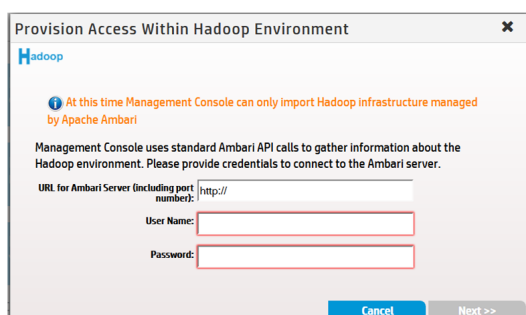 Provision Access Within Hadoop Environment
Hadoop
At this time Management Console can only import Hadoop infrastructure managed
by Apache Ambari
Management Console uses standard Ambari API calls to gather information about the
Hadoop environment. Please provide credentials to connect to the Ambari server.
URL for Ambari Server (including port
number):
http://
User Name:
Password:
Cancel
Next >>